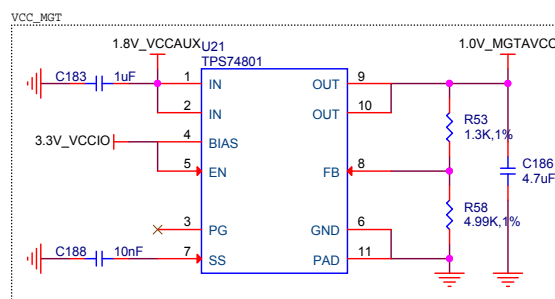 VCC_MGT
1.8V_VCCAUX
U21
TPS74801
1.0V_MGTAVCC
C183
1uF
1
IN
OUT
9
2
IN
OUT
10
R53
1.3K,1%
3.3V_VCCIO
4
BIAS
5
EN
FB
8
C186
4.7uF
R58
4.99K,1%
3
PG
GND
6
C188
10nF
7
SS
PAD
11